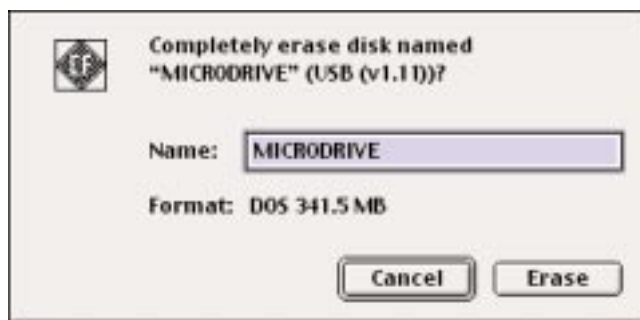 Completely erase disk named
“MICRODRIVE” (USB (v1.11))?
Name: MICRODRIVE
Format: DOS 341.5 MB
Cancel Erase